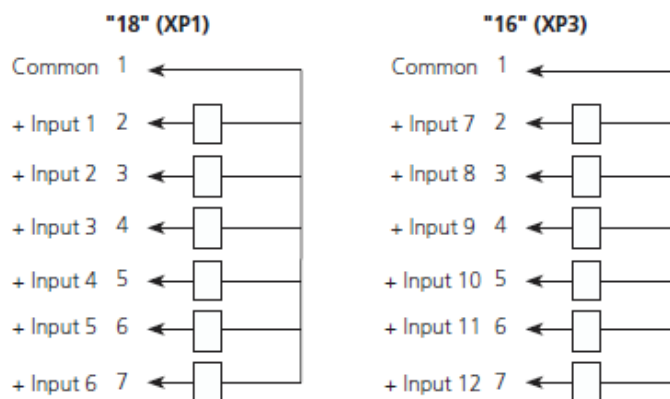 "18" (XP1)
Common 1
+ Input 1 2
+ Input 2 3
+ Input 3 4
+ Input 4 5
+ Input 5 6
+ Input 6 7
"16" (XP3)
Common 1
+ Input 7 2
+ Input 8 3
+ Input 9 4
+ Input 10 5
+ Input 11 6
+ Input 12 7